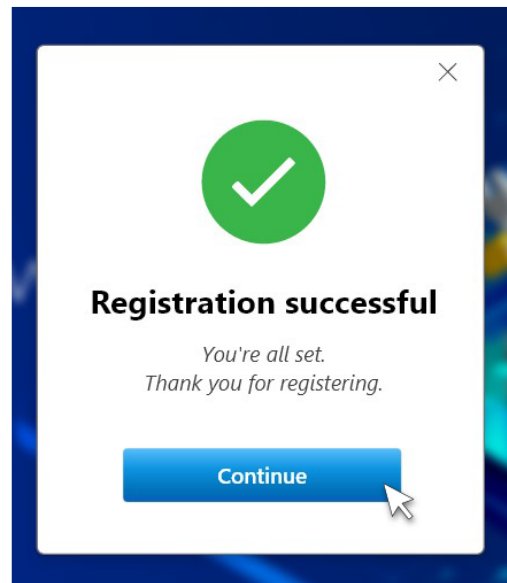 Registration successful
You're all set.
Thank you for registering.
Continue